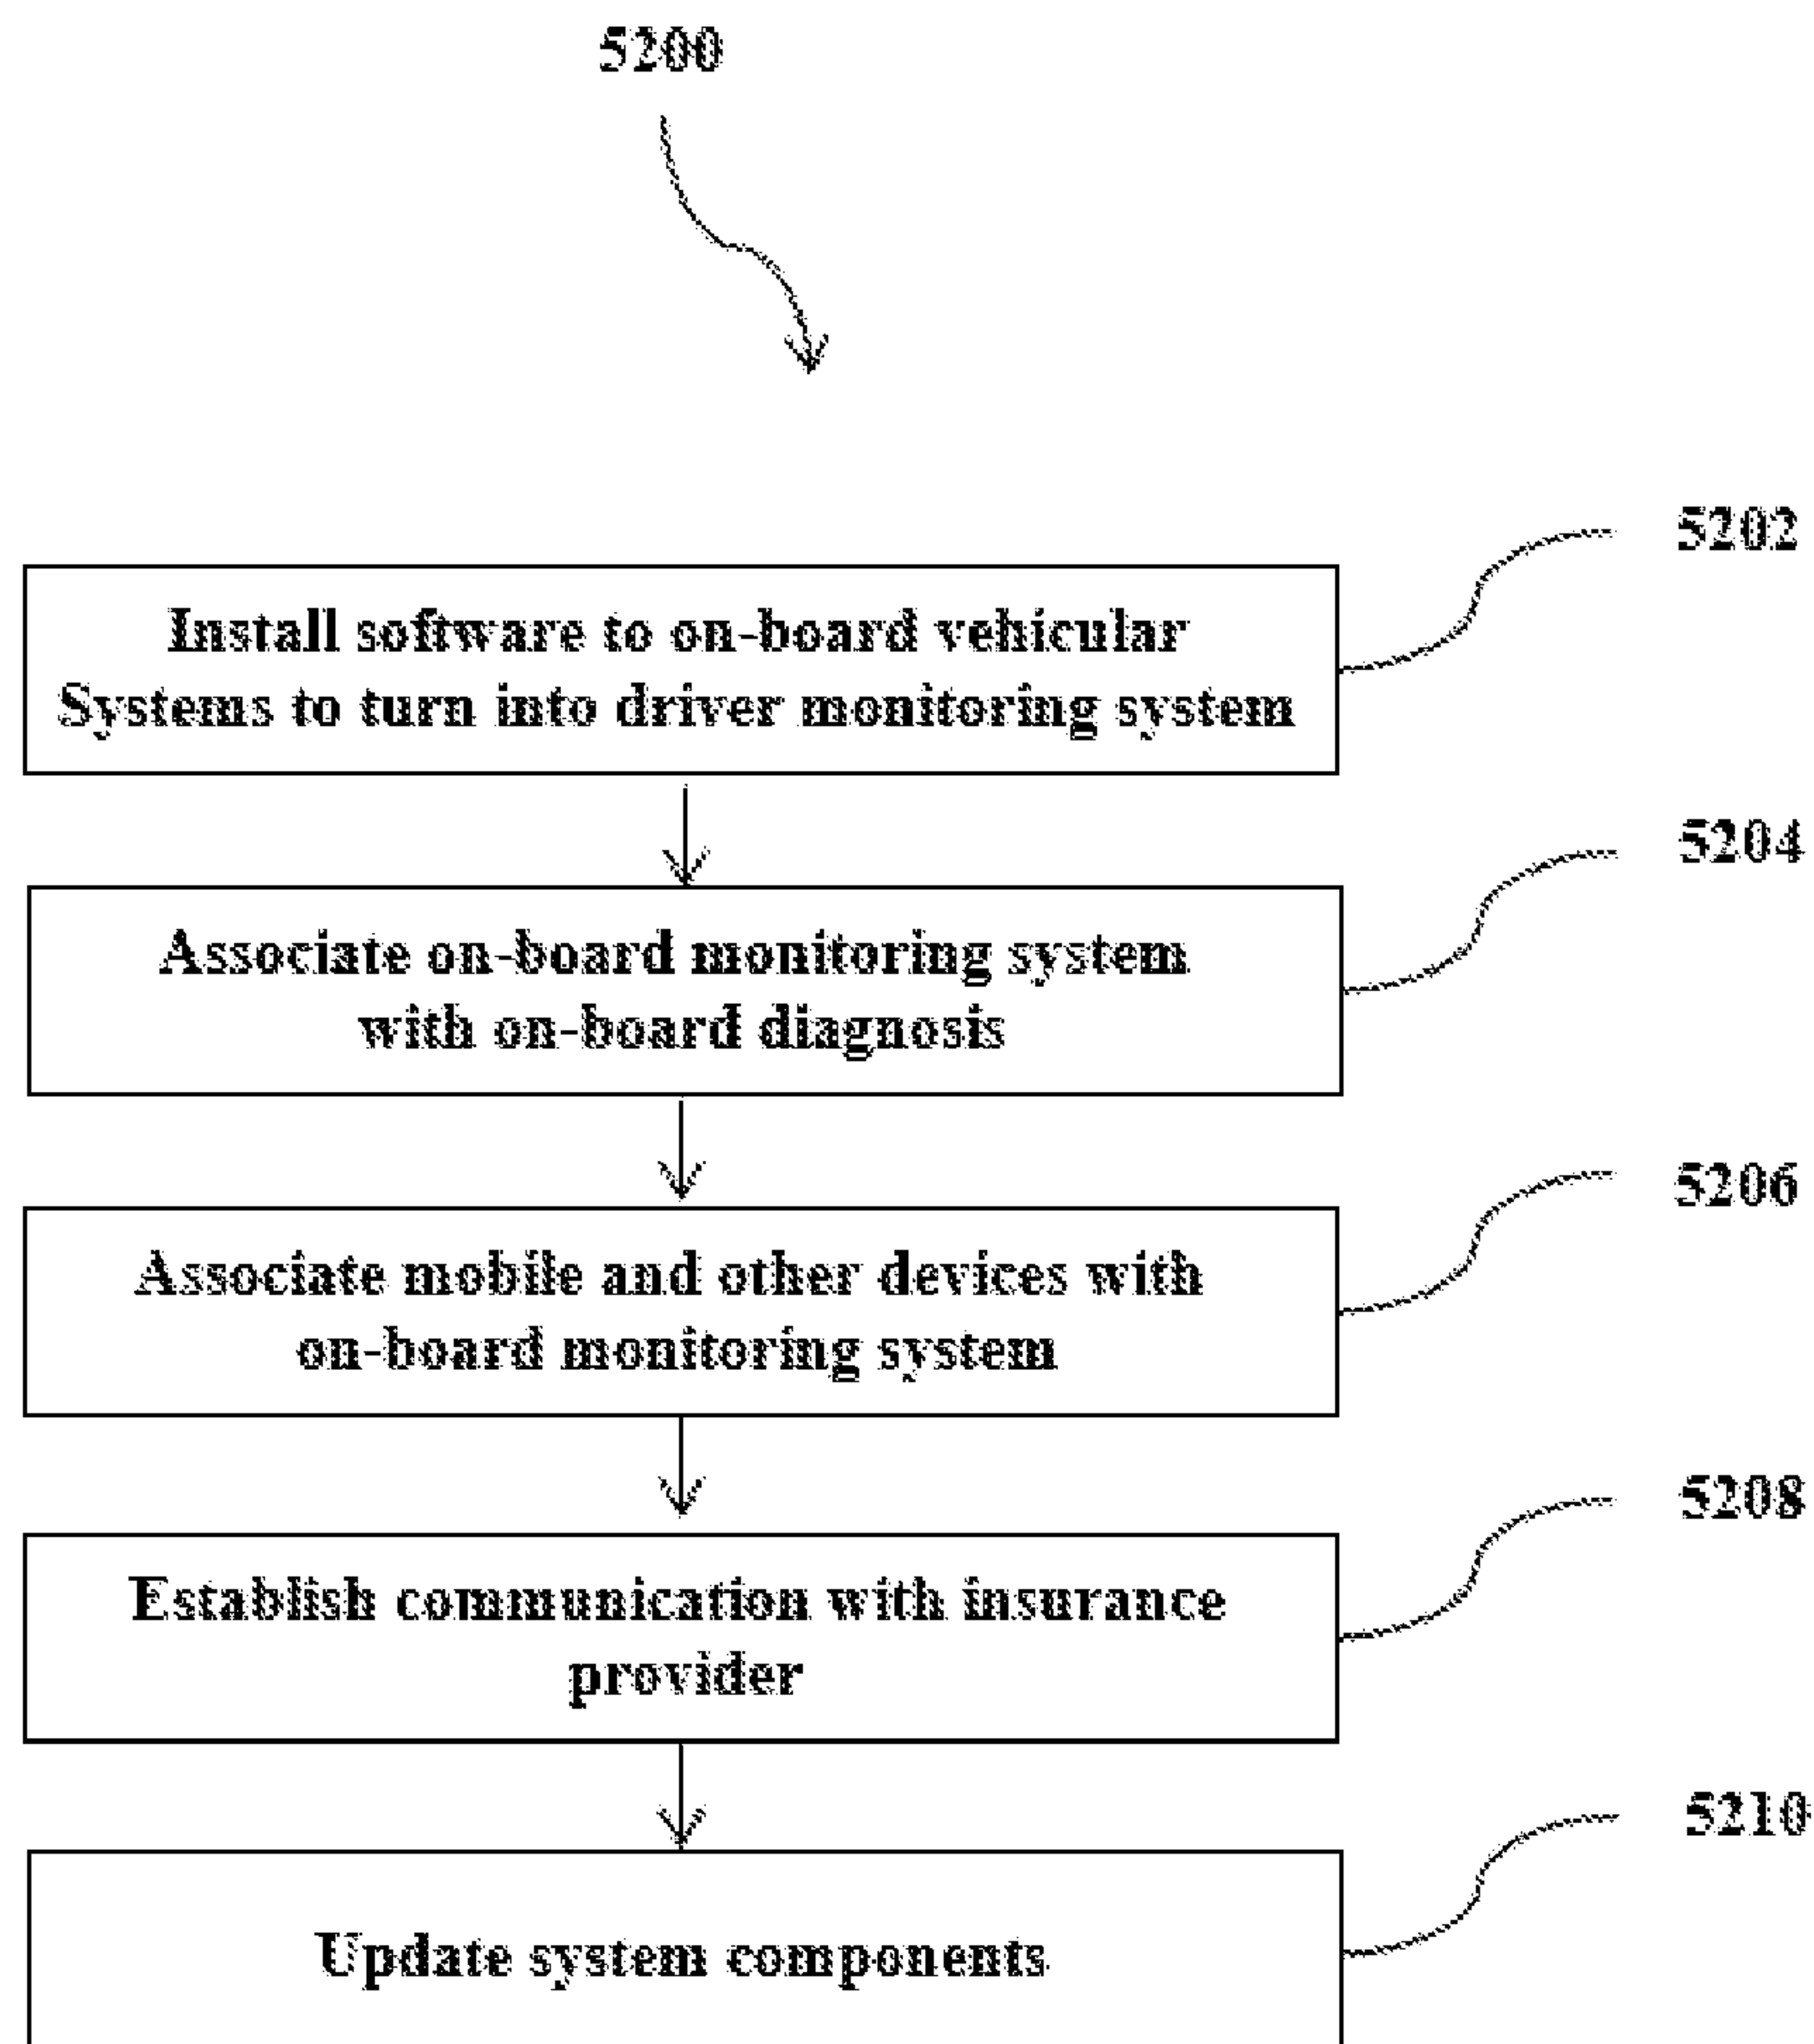 5200
5202
Install software to on-board vehicular
Systems to turn into driver monitoring system
5204
Associate on-board monitoring system
with on-board diagnosis
5206
Associate mobile and other devices with
on-board monitoring system
5208
Establish communication with insurance
provider
5210
Update system components